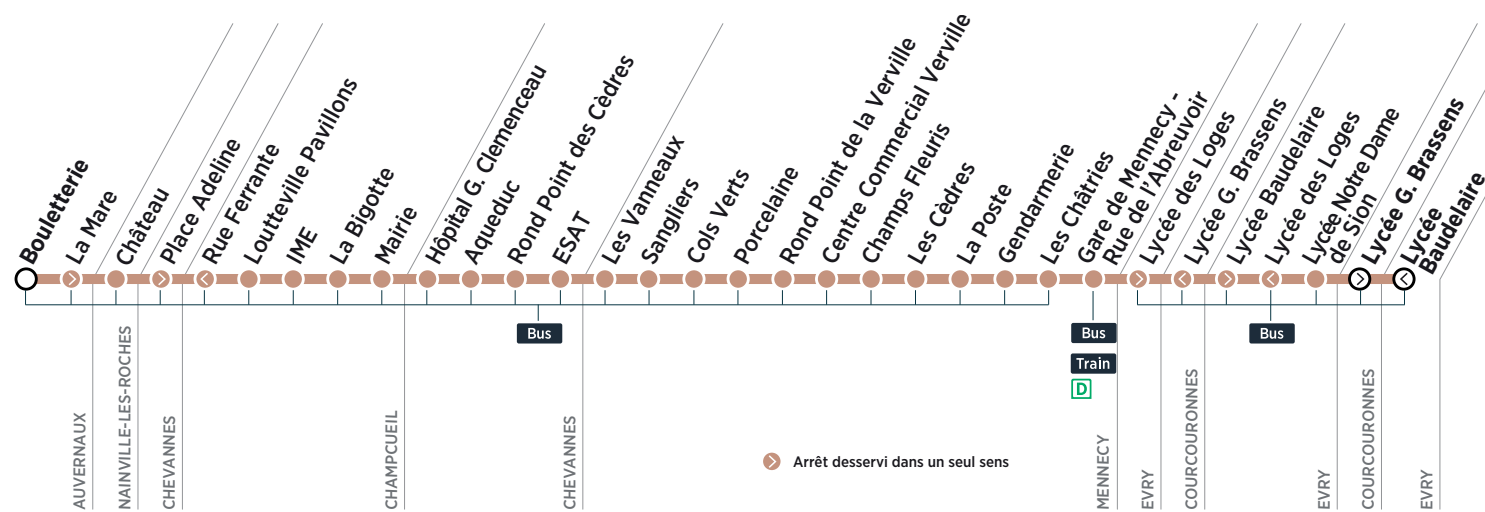 Bouletterie
La Mare
Château
Place Adeline
Rue Ferrante
Loutteville Pavillons
IME
La Bigotte
Mairie
Hôpital G. Clemenceau
Aqueduc
Rond Point des Cèdres
ESAT
Les Vanneaux
Sangliers
Cols Verts
Porcelaine
Rond Point de la Verville
Centre Commercial Verville
Champs Fleuris
Les Cèdres
La Poste
Gendarmerie
Les Châtries
Gare de Mennecy -
Rue de l'Abreuvoir
Lycée des Loges
Lycée G. Brassens
Lycée Baudelaire
Lycée des Loges
Lycée Notre Dame
de Sion
Lycée G. Brassens
Lycée
Baudelaire
Bus
Bus
Train
D
Bus
AUVERNAUX
NAINVILLE-LES-ROCHES
CHEVANNES
CHAMPCUEIL
CHEVANNES
MENNECY
EVRY
COURCOURONNES
EVRY
COURCOURONNES
EVRY
Arrêt desservi dans un seul sens